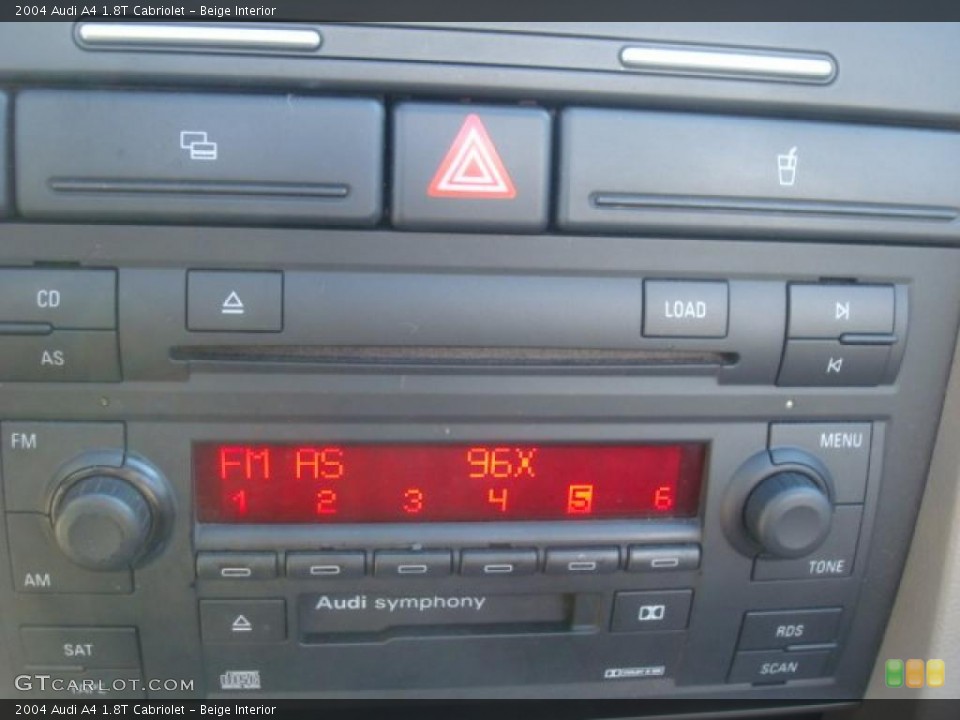 2004 Audi A4 1.8T Cabriolet – Beige Interior
CD
LOAD
AS
FM
MENU
FM AS 96X
1 2 3 4 5 6
AM
TONE
Audi symphony
RDS
SAT
SCAN
TAPE
GTCARLOT.COM
2004 Audi A4 1.8T Cabriolet – Beige Interior